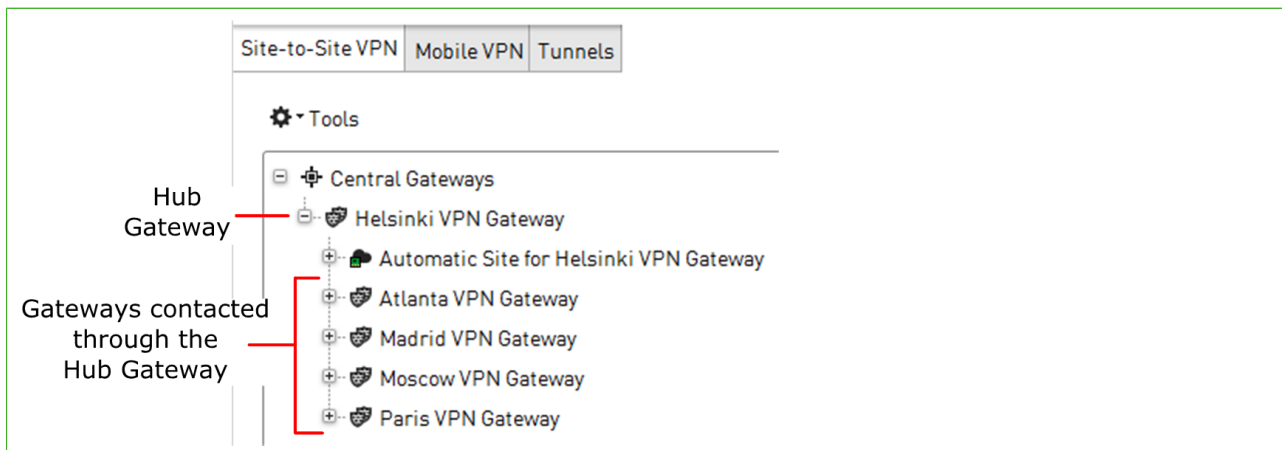 Site-to-Site VPN Mobile VPN Tunnels
Tools
Central Gateways
Hub
Gateway
Helsinki VPN Gateway
Automatic Site for Helsinki VPN Gateway
Gateways contacted
through the
Hub Gateway
Atlanta VPN Gateway
Madrid VPN Gateway
Moscow VPN Gateway
Paris VPN Gateway